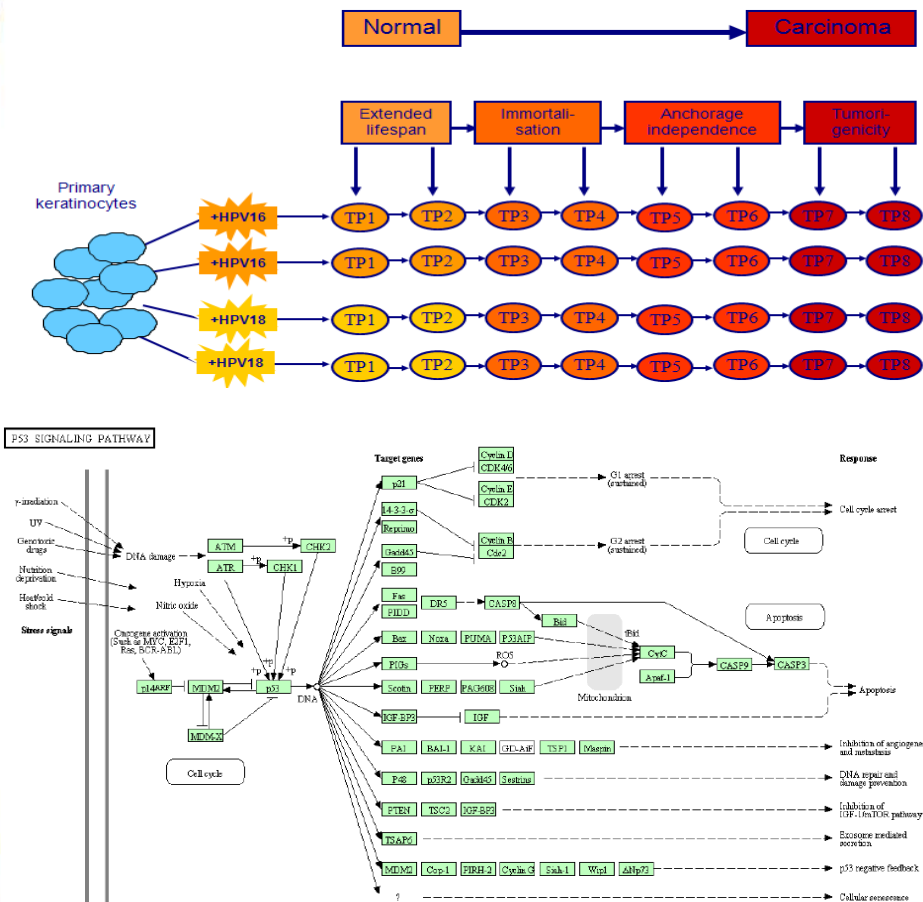 Normal
Carcinoma
Extended
lifespan
Immortali-
sation
Anchorage
independence
Tumori-
genicity
Primary
keratinocytes
+HPV16
TP1 TP2 TP3 TP4 TP5 TP6 TP7 TP8
+HPV16
TP1 TP2 TP3 TP4 TP5 TP6 TP7 TP8
+HPV18
TP1 TP2 TP3 TP4 TP5 TP6 TP7 TP8
+HPV18
TP1 TP2 TP3 TP4 TP5 TP6 TP7 TP8
P53 SIGNALING PATHWAY
Target genes
Response
Stress signals
γ-irradiation
UV
Genotoxic
drugs
Nutrition
deprivation
Heat/cold
shock
DNA damage
ATM
+p
CHK2
ATR
+p
CHK1
Hypoxia
Nitric oxide
Oncogene activation
(Such as MYC, E2F1,
Ras, BCR-ABL)
+p
+p
+p
p14ARF
MDM2
p53
DNA
MDM-X
Cell cycle
p21
Cyclin D
CDK4/6
Cyclin E
CDK2
G1 arrest
(sustained)
14-3-3-σ
Reprimo
Gadd45
B99
Cyclin B
Cdc2
G2 arrest
(sustained)
Cell cycle arrest
Cell cycle
Fas
PIDD
DR5
CASP8
Bid
tBid
Bax
Noxa
PUMA
P53AIP
Mitochondrion
CytC
Apaf-1
CASP9
CASP3
Apoptosis
PIGs
ROS
Scotin
PERP
PAG608
Siah
Apoptosis
IGF-BP3
IGF
PAI
BAI-1
KAI
GD-AiF
TSP1
Maspin
Inhibition of angiogene
and metastasis
P48
p53R2
Gadd45
Sestrins
DNA repair and
damage prevention
PTEN
TSC2
IGF-BP3
Inhibition of
IGF-1/mTOR pathway
TSAP6
Exosome mediated
secretion
MDM2
Cop-1
PIRH-2
Cyclin G
Siah-1
Wip1
ΔNp73
p53 negative feedback
?
Cellular senescence